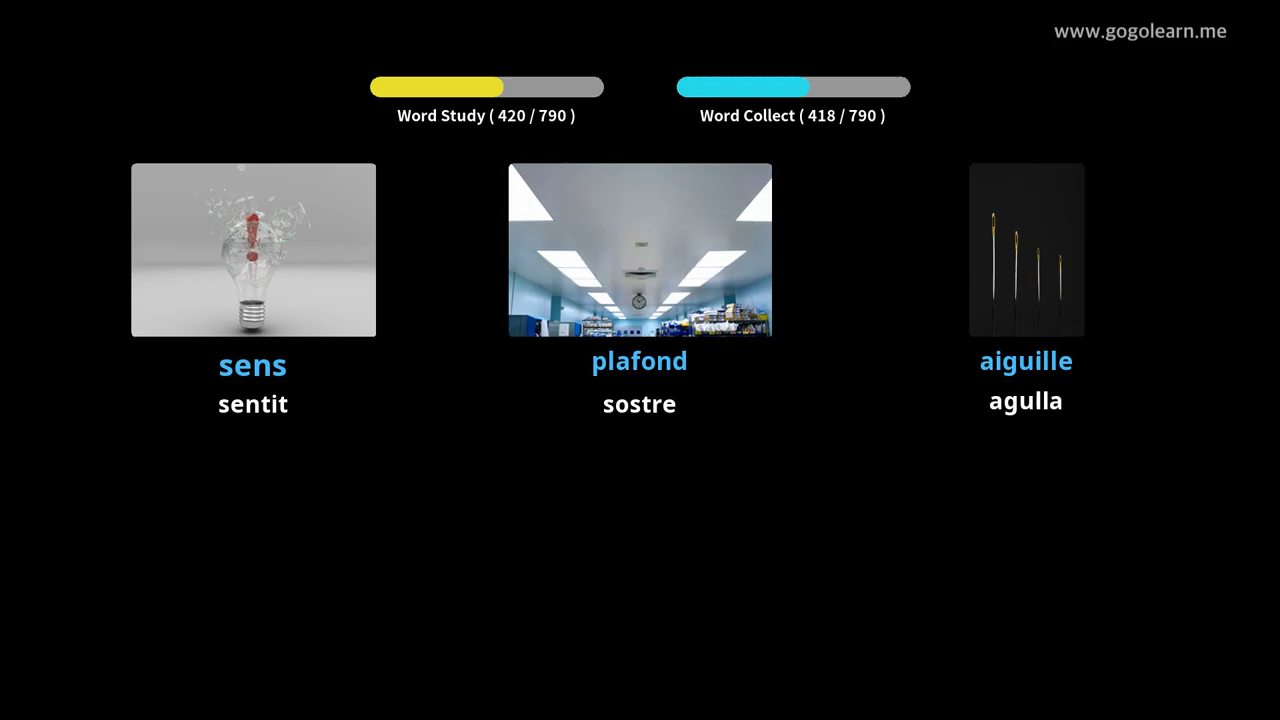 www.gogolearn.me
Word Study ( 420 / 790 )
Word Collect ( 418 / 790 )
sens
plafond
aiguille
sentit
sostre
agulla